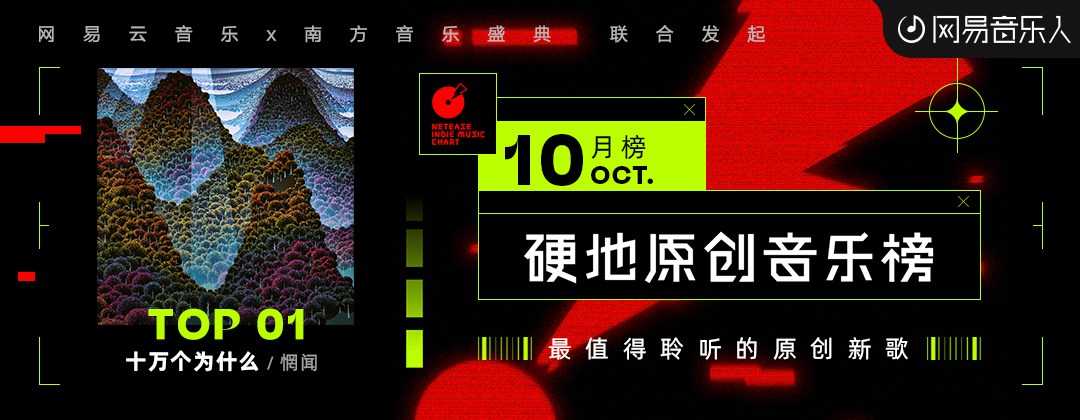 网易云音乐x南方音乐盛典 联合发起
网易音乐人
NETEASE
INDIE MUSIC
CHART
10
月榜
OCT.
硬地原创音乐榜
TOP 01
十万个为什么 / 惘闻
最值得聆听的原创新歌